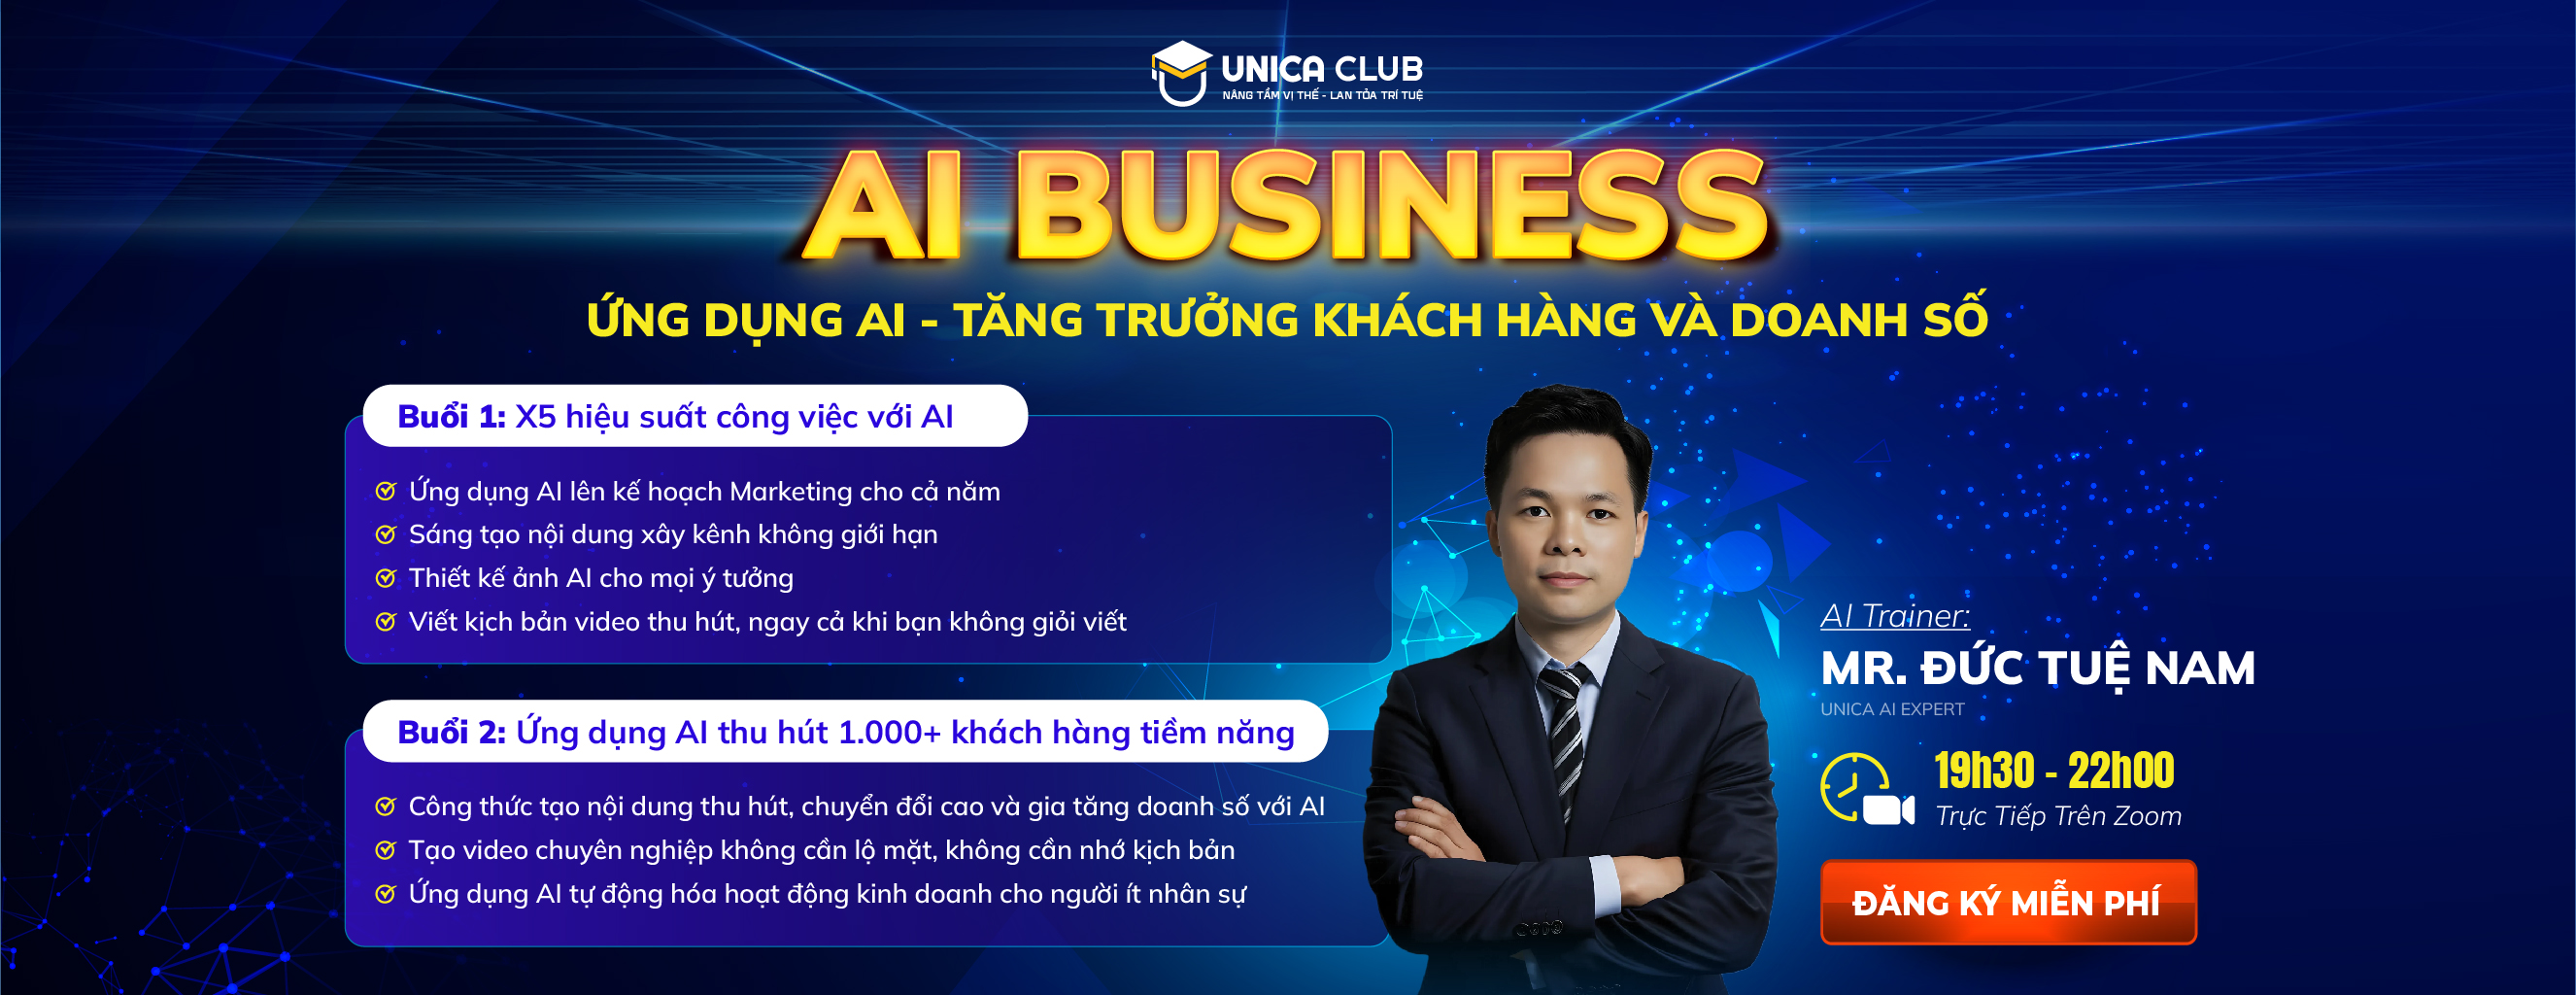 UNICA CLUB
NÂNG TẦM VỊ THẾ - LAN TỎA TRÍ TUỆ
AI BUSINESS
ỨNG DỤNG AI - TĂNG TRƯỞNG KHÁCH HÀNG VÀ DOANH SỐ
Buổi 1: X5 hiệu suất công việc với AI
Ứng dụng AI lên kế hoạch Marketing cho cả năm
Sáng tạo nội dung xây kênh không giới hạn
Thiết kế ảnh AI cho mọi ý tưởng
Viết kịch bản video thu hút, ngay cả khi bạn không giỏi viết
Buổi 2: Ứng dụng AI thu hút 1.000+ khách hàng tiềm năng
Công thức tạo nội dung thu hút, chuyển đổi cao và gia tăng doanh số với AI
Tạo video chuyên nghiệp không cần lộ mặt, không cần nhớ kịch bản
Ứng dụng AI tự động hóa hoạt động kinh doanh cho người ít nhân sự
AI Trainer:
MR. ĐỨC TUỆ NAM
UNICA AI EXPERT
19h30 - 22h00
Trực Tiếp Trên Zoom
ĐĂNG KÝ MIỄN PHÍ